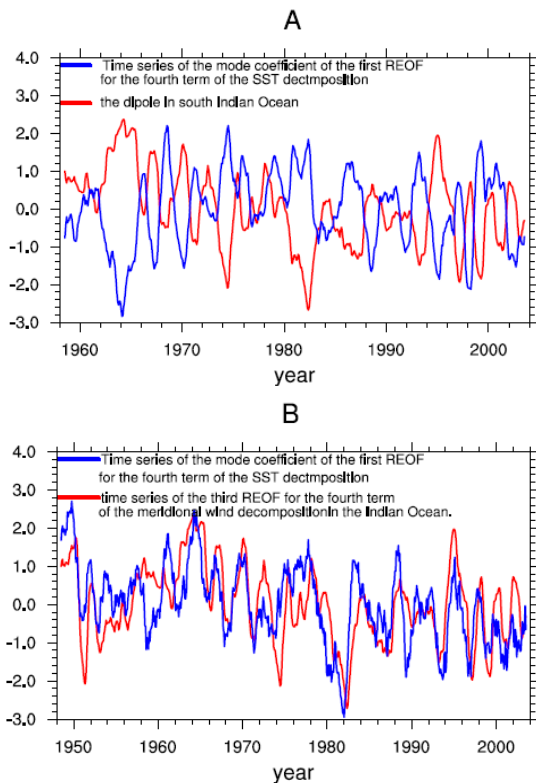 A
4.0
Time series of the mode coefficient of the first REOF
for the fourth term of the SST dectmposition
3.0
the dipole in south Indian Ocean
2.0
1.0
0.0
-1.0
-2.0
-3.0
1960 1970 1980 1990 2000
year
B
4.0
Time series of the mode coefficient of the first REOF
for the fourth term of the SST dectmposition
3.0
time series of the third REOF for the fourth term
of the meridional wind decompositionin the Indian Ocean.
2.0
1.0
0.0
-1.0
-2.0
-3.0
1950 1960 1970 1980 1990 2000
year